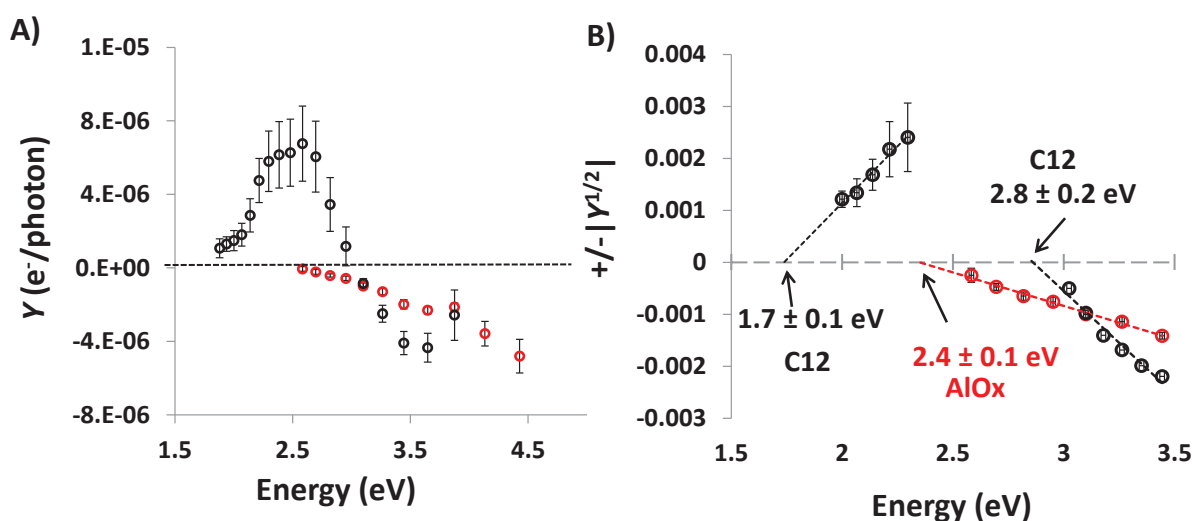 A)
1.E-05
8.E-06
4.E-06
0.E+00
-4.E-06
-8.E-06
Y (e-/photon)
1.5
2.5
3.5
4.5
Energy (eV)
B)
0.004
0.003
0.002
0.001
0
-0.001
-0.002
-0.003
+/-|Y1/2|
C12
2.8 ± 0.2 eV
1.7 ± 0.1 eV
C12
2.4 ± 0.1 eV
AlOx
1.5
2
2.5
3
3.5
Energy (eV)